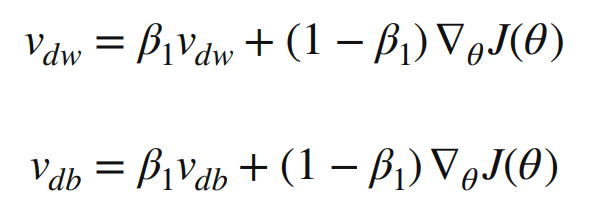 v_{dw} = β_1 v_{dw} + (1 − β_1) ∇_θ J(θ)
v_{db} = β_1 v_{db} + (1 − β_1) ∇_θ J(θ)